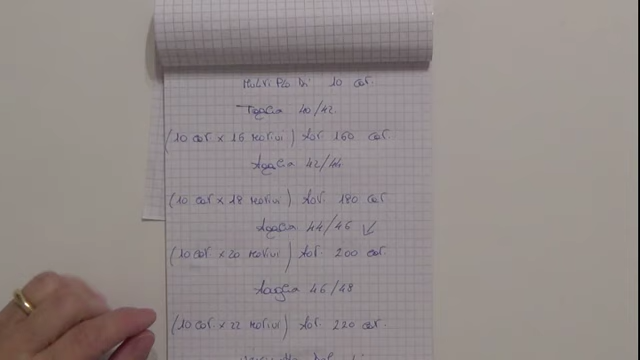 Multiplo Di 10 cat.
Taglia 40/42
(10 cat x 16 motivi) tot 160 cat
taglia 42/44
(10 cat x 18 motivi) tot 180 cat
taglia 44/46 ↙
(10 cat x 20 motivi) tot. 200 cat.
taglia 46/48
(10 cat. x 22 motivi) tot. 220 cat.